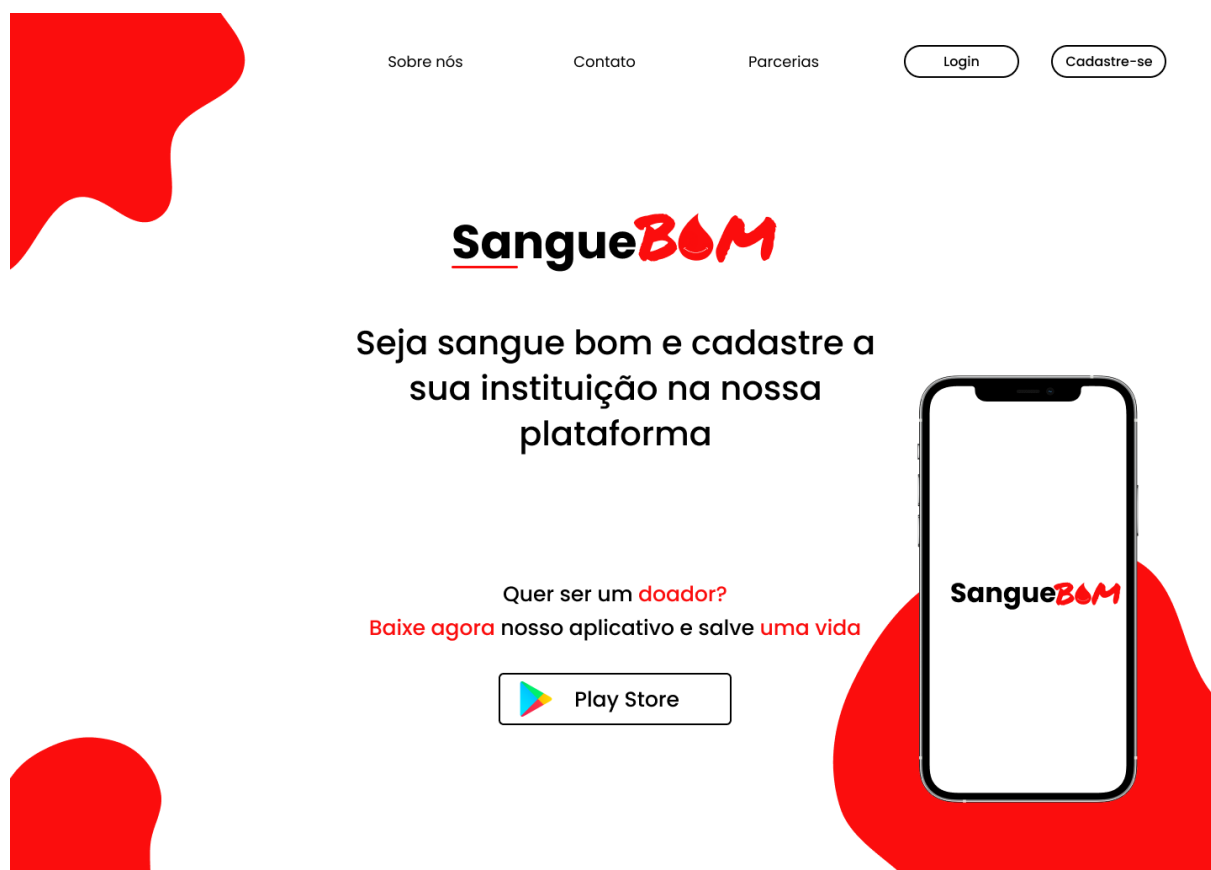 Sobre nós
Contato
Parcerias
Login
Cadastre-se
SangueBOM
Seja sangue bom e cadastre a
sua instituição na nossa
plataforma
Quer ser um doador?
Baixe agora nosso aplicativo e salve uma vida
Play Store
SangueBOM